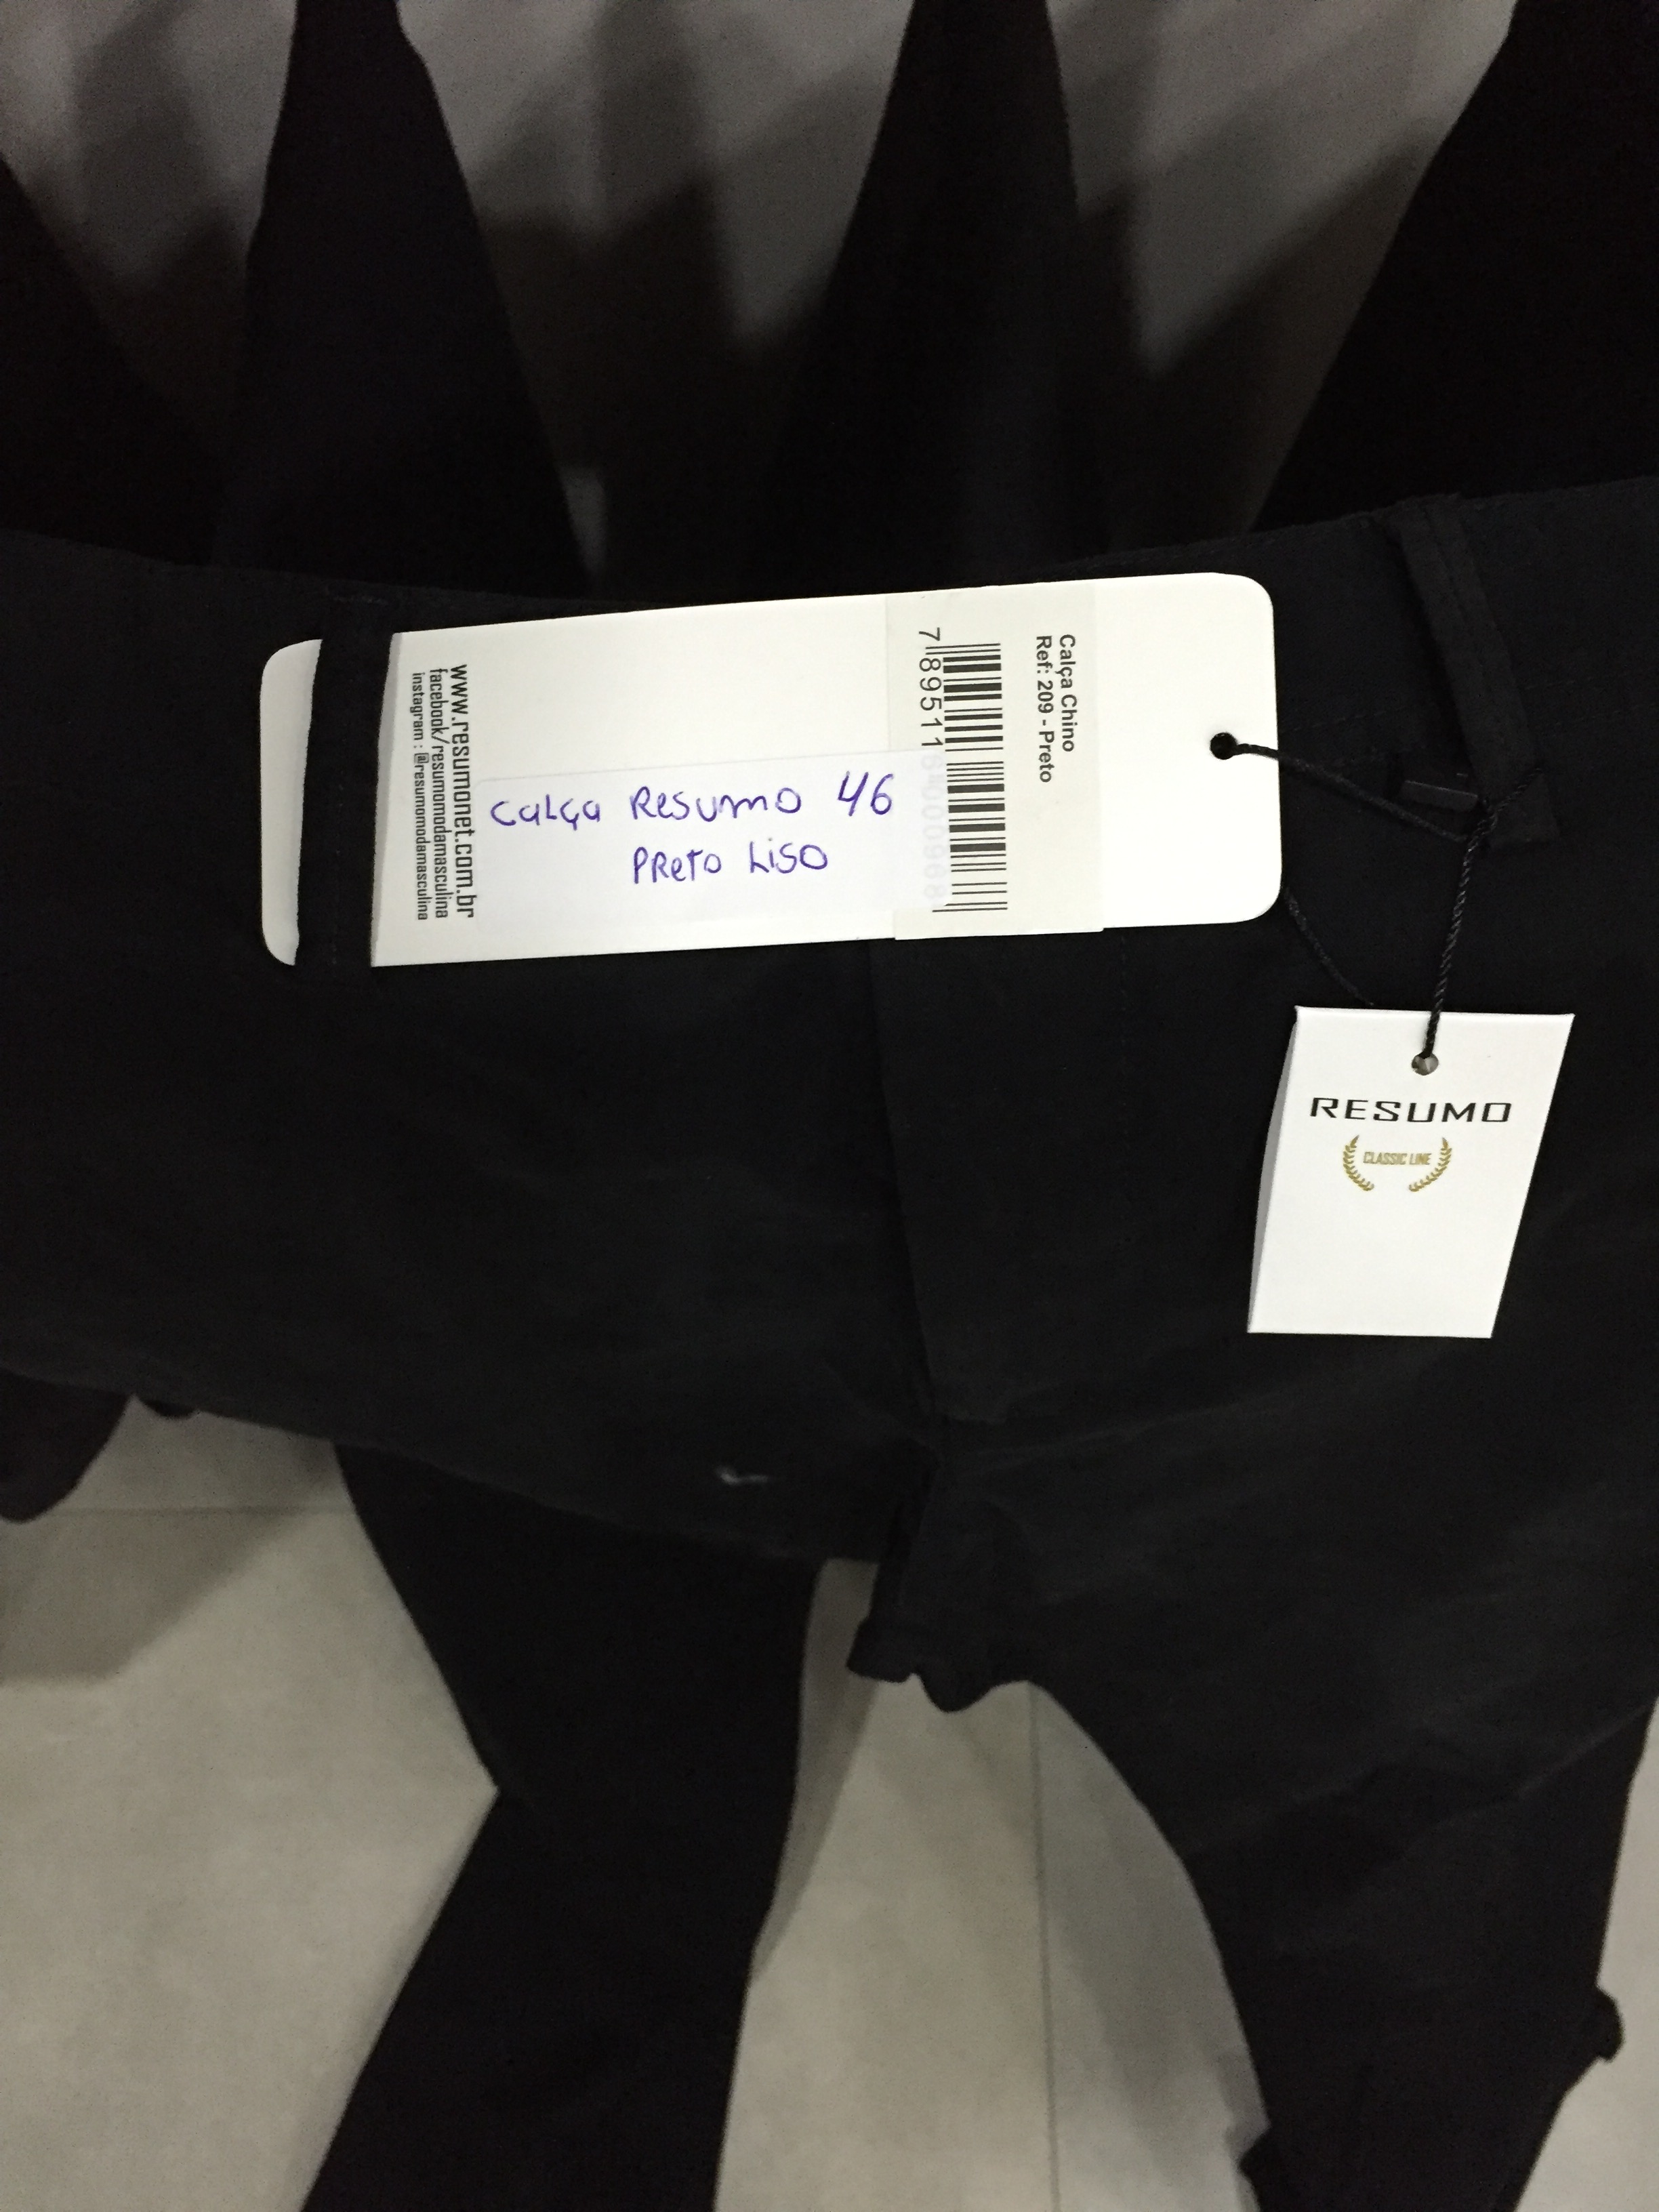 Calça Chino
Ref: 209 - Preto
calça Resumo 46
Preto Liso
www.resumonet.com.br
facebook/resumomodamasculina
instagram : @resumomodamasculina
RESUMO
CLASSIC LINE